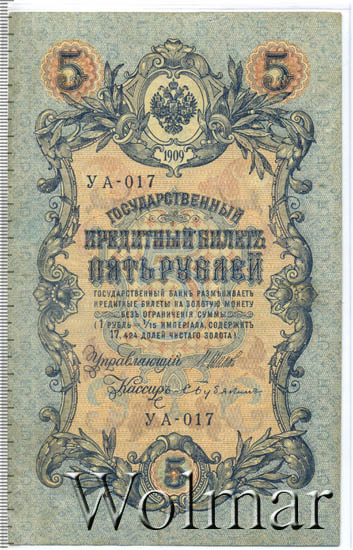 5 5
1909
УА-017
ГОСУДАРСТВЕННЫЙ
КРЕДИТНЫЙ БИЛЕТЪ
ПЯТЬ РУБЛЕЙ
ГОСУДАРСТВЕННЫЙ БАНКЪ РАЗМѢНИВАЕТЪ
КРЕДИТНЫЕ БИЛЕТЫ НА ЗОЛОТУЮ МОНЕТУ
БЕЗЪ ОГРАНИЧЕНІЯ СУММЫ
(1 РУБЛЬ = 1/15 ИМПЕРІАЛА, СОДЕРЖИТЪ
17,424 ДОЛЕЙ ЧИСТАГО ЗОЛОТА)
Управляющій
Кассиръ
УА-017
5
Wolmar